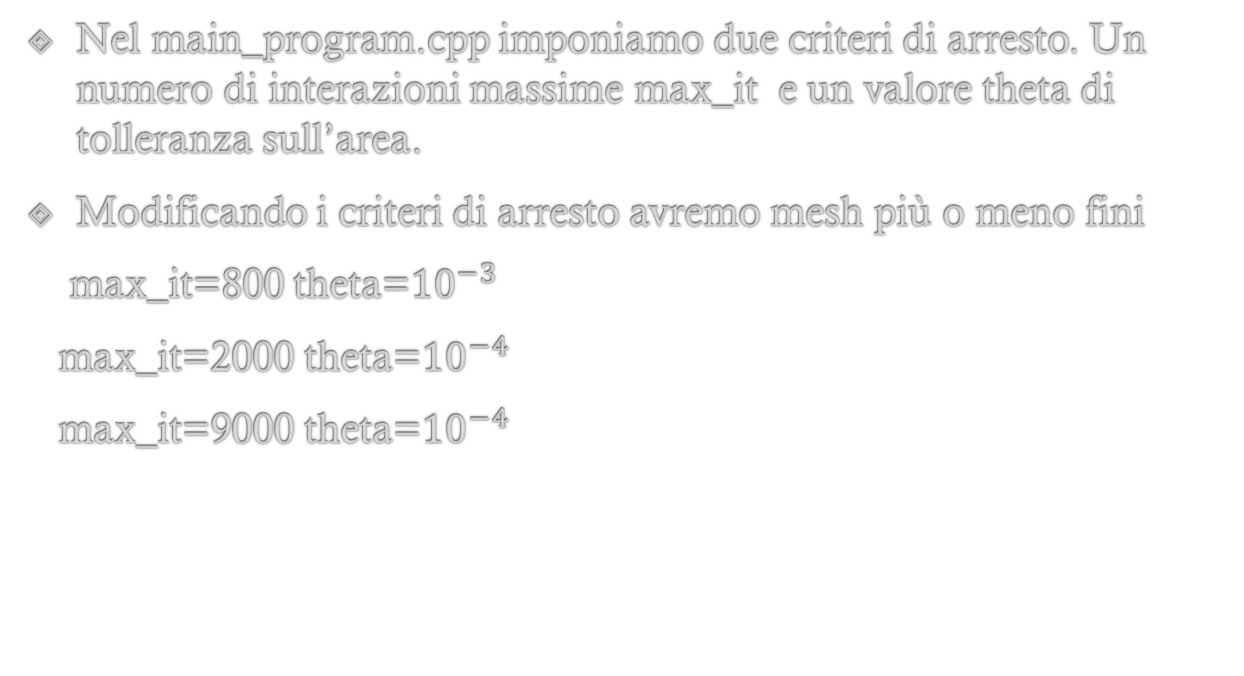 Nel main_program.cpp imponiamo due criteri di arresto. Un
numero di interazioni massime max_it e un valore theta di
tolleranza sull’area.
Modificando i criteri di arresto avremo mesh più o meno fini
max_it=800 theta=10⁻³
max_it=2000 theta=10⁻⁴
max_it=9000 theta=10⁻⁴